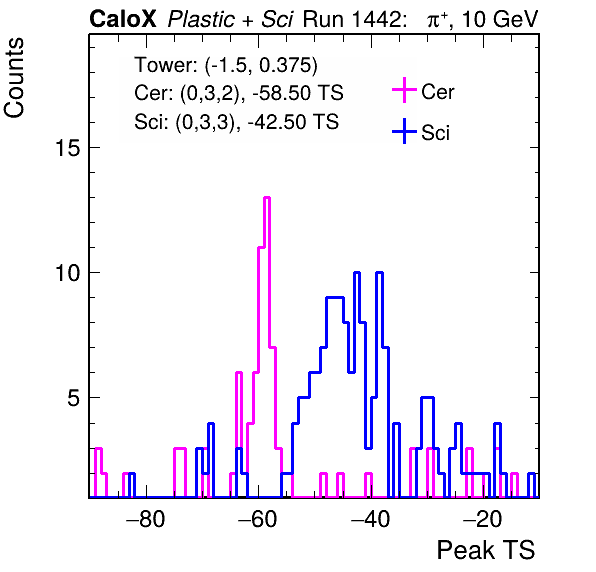 CaloX Plastic + Sci Run 1442: π⁺, 10 GeV
Counts
Tower: (-1.5, 0.375)
Cer: (0,3,2), -58.50 TS
Sci: (0,3,3), -42.50 TS
Cer
Sci
15
10
5
−80 −60 −40 −20
Peak TS